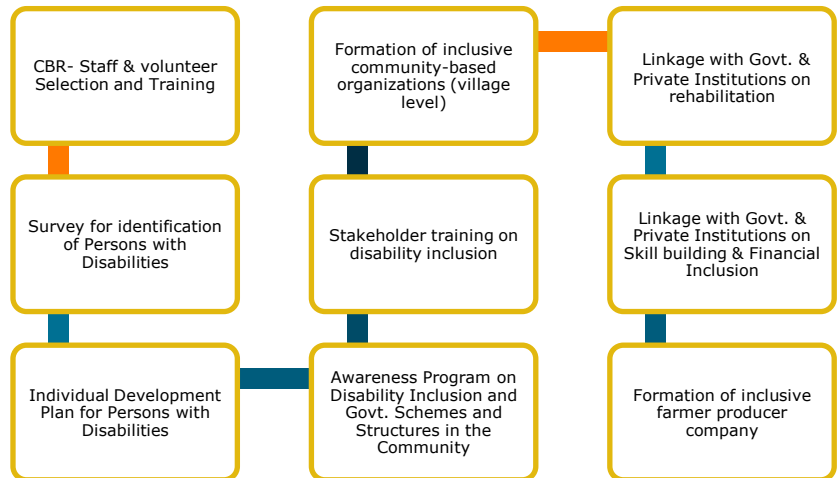 CBR- Staff & volunteer
Selection and Training
Survey for identification
of Persons with
Disabilities
Individual Development
Plan for Persons with
Disabilities
Awareness Program on
Disability Inclusion and
Govt. Schemes and
Structures in the
Community
Stakeholder training on
disability inclusion
Formation of inclusive
community-based
organizations (village
level)
Linkage with Govt. &
Private Institutions on
rehabilitation
Linkage with Govt. &
Private Institutions on
Skill building & Financial
Inclusion
Formation of inclusive
farmer producer
company